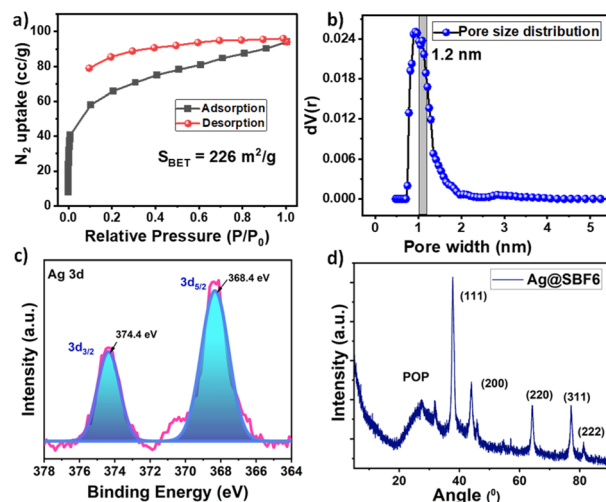 a)
N2 uptake (cc/g)
100
80
60
40
20
0
Adsorption
Desorption
SBET = 226 m²/g
0.0 0.2 0.4 0.6 0.8 1.0
Relative Pressure (P/P0)
b)
dV(r)
0.024
0.016
0.008
0.000
Pore size distribution
1.2 nm
0 1 2 3 4 5
Pore width (nm)
c)
Ag 3d
Intensity (a.u.)
3d5/2
368.4 eV
374.4 eV
3d3/2
378 376 374 372 370 368 366 364
Binding Energy (eV)
d)
Intensity (a.u.)
Ag@SBF6
(111)
POP
(200)
(220)
(311)
(222)
20 40 60 80
Angle (⁰)